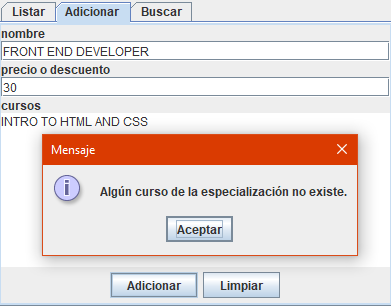 Listar Adicionar Buscar
nombre
FRONT END DEVELOPER
precio o descuento
30
cursos
INTRO TO HTML AND CSS
Mensaje
Algún curso de la especialización no existe.
Aceptar
Adicionar Limpiar